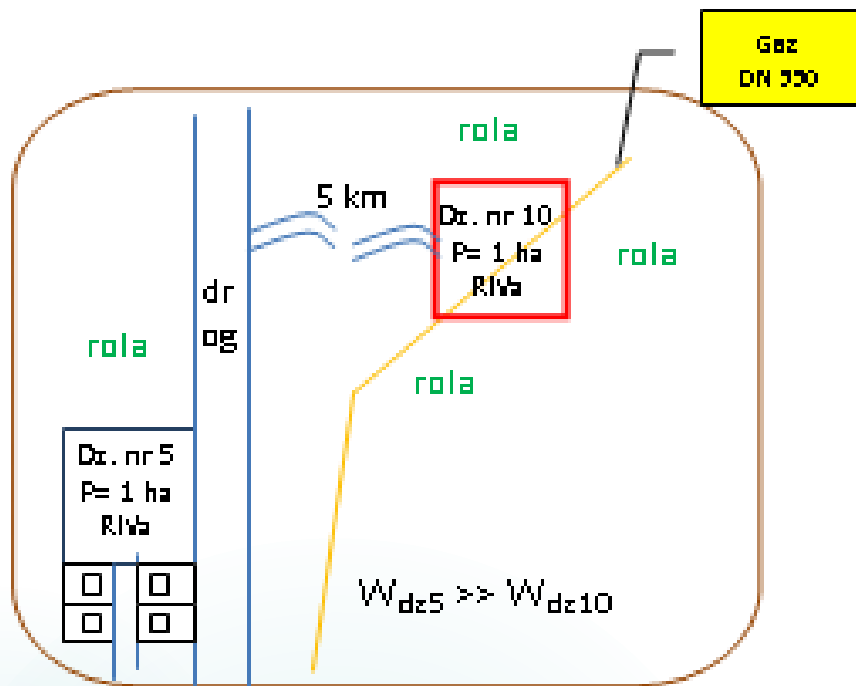 Gaz
DN 550
rola
5 km
Dz. nr 10
P= 1 ha
RIVa
rola
dr
og
rola
rola
Dz. nr 5
P= 1 ha
RIVa
Wdz5 >> Wdz10